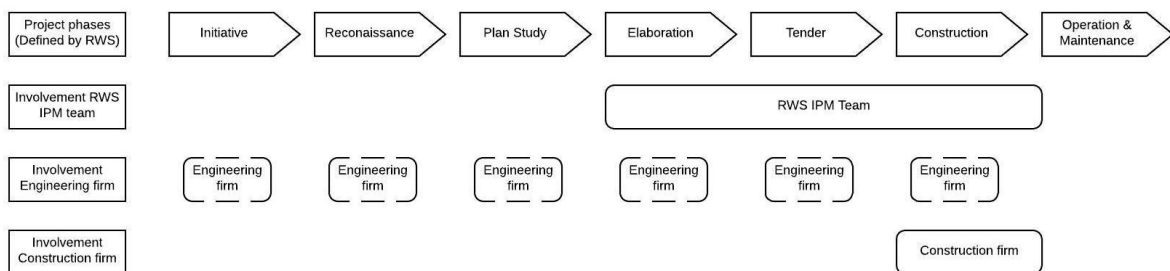 Project phases
(Defined by RWS)
Initiative
Reconaissance
Plan Study
Elaboration
Tender
Construction
Operation &
Maintenance
Involvement RWS
IPM team
RWS IPM Team
Involvement
Engineering firm
Engineering
firm
Engineering
firm
Engineering
firm
Engineering
firm
Engineering
firm
Engineering
firm
Involvement
Construction firm
Construction firm